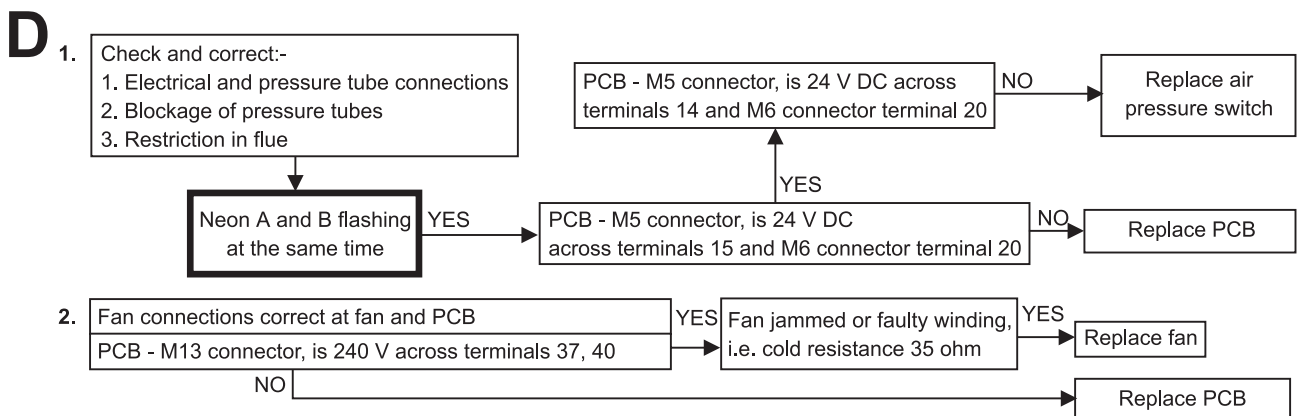 D
1.
Check and correct:-
1. Electrical and pressure tube connections
2. Blockage of pressure tubes
3. Restriction in flue
PCB - M5 connector, is 24 V DC across
terminals 14 and M6 connector terminal 20
NO
Replace air
pressure switch
YES
Neon A and B flashing
at the same time
YES
PCB - M5 connector, is 24 V DC
across terminals 15 and M6 connector terminal 20
NO
Replace PCB
2.
Fan connections correct at fan and PCB
PCB - M13 connector, is 240 V across terminals 37, 40
YES
Fan jammed or faulty winding,
i.e. cold resistance 35 ohm
YES
Replace fan
NO
Replace PCB